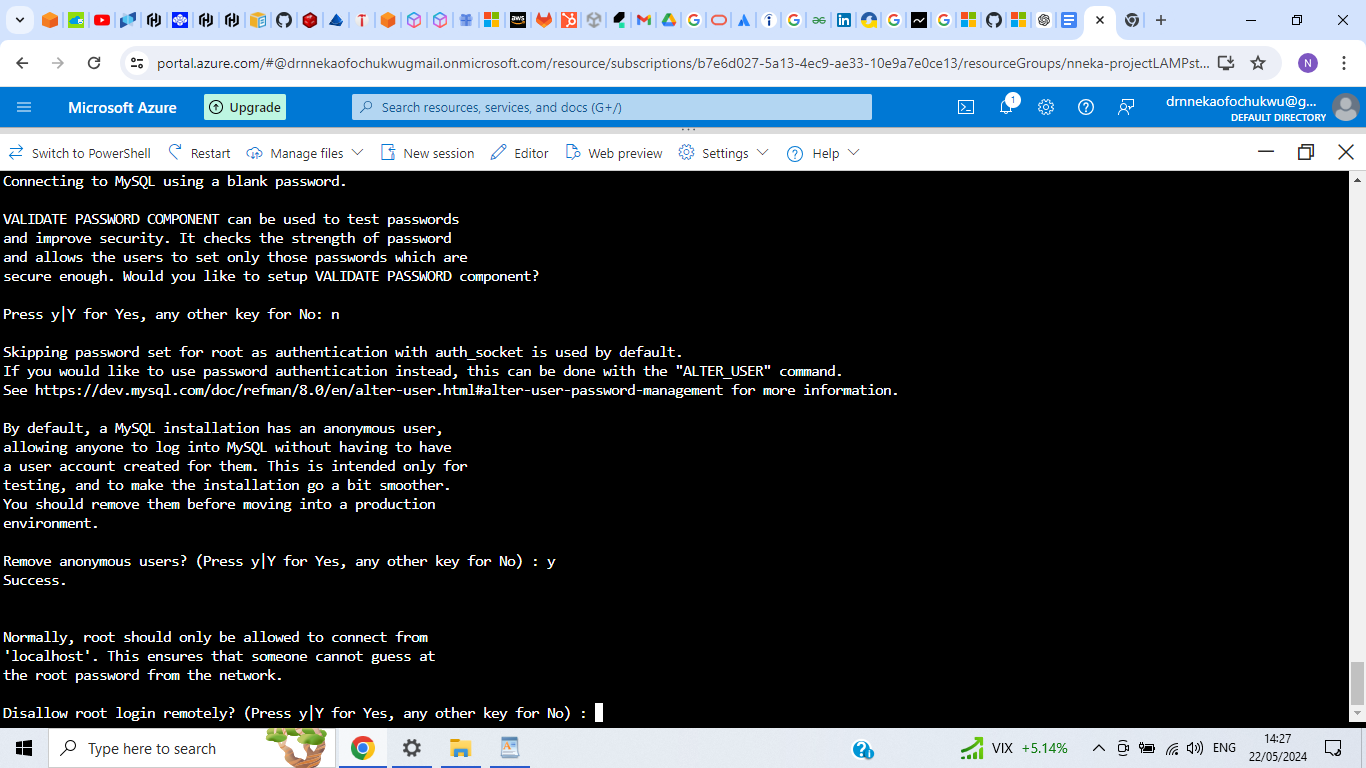 portal.azure.com/#@drnnekaofochukwugmail.onmicrosoft.com/resource/subscriptions/b7e6d027-5a13-4ec9-ae33-10e9a7e0ce13/resourceGroups/nneka-projectLAMPst...
N
Microsoft Azure
Upgrade
Search resources, services, and docs (G+/)
1
drnnekaofochukwu@g...
DEFAULT DIRECTORY
Switch to PowerShell
Restart
Manage files
New session
Editor
Web preview
Settings
Help
Connecting to MySQL using a blank password.
VALIDATE PASSWORD COMPONENT can be used to test passwords
and improve security. It checks the strength of password
and allows the users to set only those passwords which are
secure enough. Would you like to setup VALIDATE PASSWORD component?
Press y|Y for Yes, any other key for No: n
Skipping password set for root as authentication with auth_socket is used by default.
If you would like to use password authentication instead, this can be done with the "ALTER_USER" command.
See https://dev.mysql.com/doc/refman/8.0/en/alter-user.html#alter-user-password-management for more information.
By default, a MySQL installation has an anonymous user,
allowing anyone to log into MySQL without having to have
a user account created for them. This is intended only for
testing, and to make the installation go a bit smoother.
You should remove them before moving into a production
environment.
Remove anonymous users? (Press y|Y for Yes, any other key for No) : y
Success.
Normally, root should only be allowed to connect from
'localhost'. This ensures that someone cannot guess at
the root password from the network.
Disallow root login remotely? (Press y|Y for Yes, any other key for No) :
Type here to search
VIX +5.14%
ENG
14:27
22/05/2024